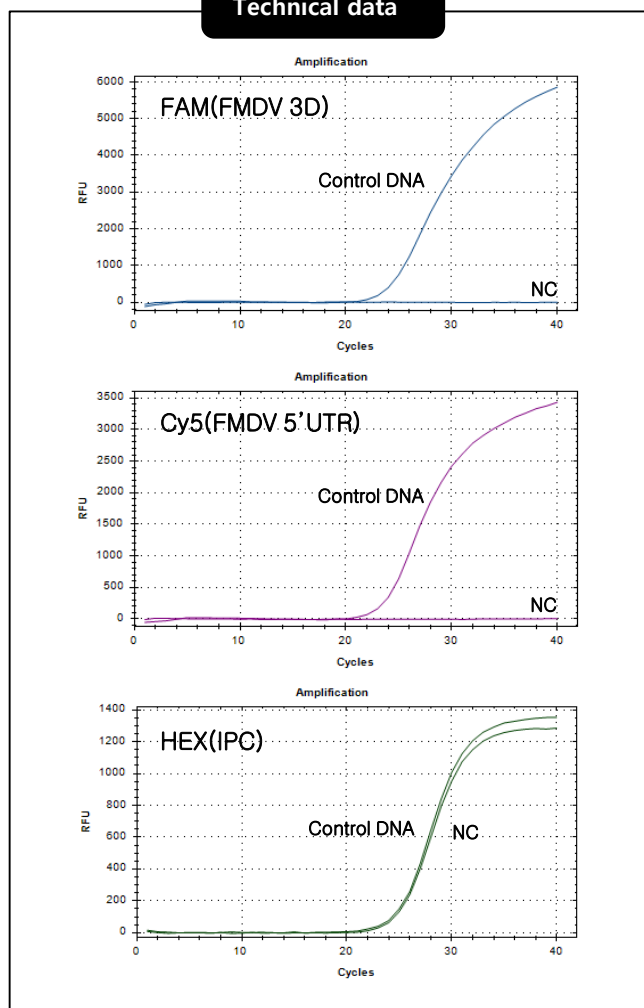 Technical data
Amplification
FAM(FMDV 3D)
Control DNA
NC
RFU
6000
5000
4000
3000
2000
1000
0
0 10 20 30 40
Cycles
Amplification
Cy5(FMDV 5’UTR)
Control DNA
NC
RFU
3500
3000
2500
2000
1500
1000
500
0
0 10 20 30 40
Cycles
Amplification
HEX(IPC)
Control DNA
NC
RFU
1400
1200
1000
800
600
400
200
0
0 10 20 30 40
Cycles